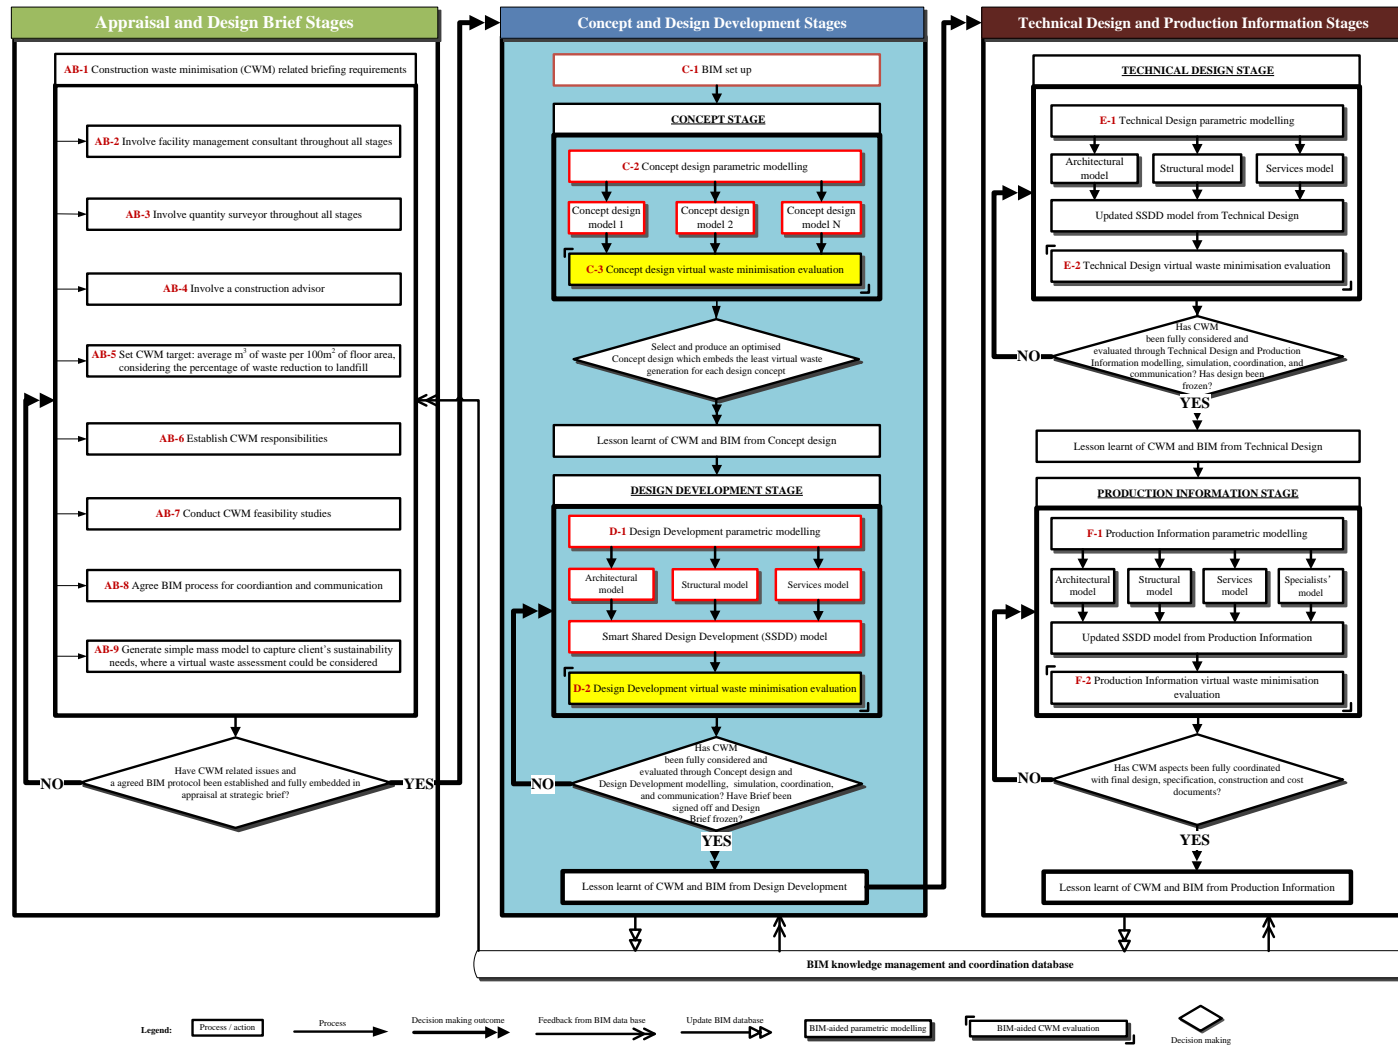 Appraisal and Design Brief Stages
AB-1 Construction waste minimisation (CWM) related briefing requirements
AB-2 Involve facility management consultant throughout all stages
AB-3 Involve quantity surveyor throughout all stages
AB-4 Involve a construction advisor
AB-5 Set CWM target: average m³ of waste per 100m² of floor area,
considering the percentage of waste reduction to landfill
AB-6 Establish CWM responsibilities
AB-7 Conduct CWM feasibility studies
AB-8 Agree BIM process for coordiantion and communication
AB-9 Generate simple mass model to capture client's sustainability
needs, where a virtual waste assessment could be considered
Have CWM related issues and
a agreed BIM protocol been established and fully embedded in
appraisal at strategic brief?
NO
YES
Concept and Design Development Stages
C-1 BIM set up
CONCEPT STAGE
C-2 Concept design parametric modelling
Concept design
model 1
Concept design
model 2
Concept design
model N
C-3 Concept design virtual waste minimisation evaluation
Select and produce an optimised
Concept design which embeds the least virtual waste
generation for each design concept
Lesson learnt of CWM and BIM from Concept design
DESIGN DEVELOPMENT STAGE
D-1 Design Development parametric modelling
Architectural
model
Structural model
Services model
Smart Shared Design Development (SSDD) model
D-2 Design Development virtual waste minimisation evaluation
Has CWM
been fully considered and
evaluated through Concept design and
Design Development modelling, simulation, coordination,
and communication? Have Brief been
signed off and Design
Brief frozen?
NO
YES
Lesson learnt of CWM and BIM from Design Development
Technical Design and Production Information Stages
TECHNICAL DESIGN STAGE
E-1 Technical Design parametric modelling
Architectural
model
Structural model
Services model
Updated SSDD model from Technical Design
E-2 Technical Design virtual waste minimisation evaluation
Has CWM
been fully considered and
evaluated through Technical Design and Production
Information modelling, simulation, coordination, and
communication? Has design been
frozen?
NO
YES
Lesson learnt of CWM and BIM from Technical Design
PRODUCTION INFORMATION STAGE
F-1 Production Information parametric modelling
Architectural
model
Structural
model
Services
model
Specialists'
model
Updated SSDD model from Production Information
F-2 Production Information virtual waste minimisation
evaluation
Has CWM aspects been fully coordinated
with final design, specification, construction and cost
documents?
NO
YES
Lesson learnt of CWM and BIM from Production Information
BIM knowledge management and coordination database
Legend:
Process / action
Process
Decision making outcome
Feedback from BIM data base
Update BIM database
BIM-aided parametric modelling
BIM-aided CWM evaluation
Decision making